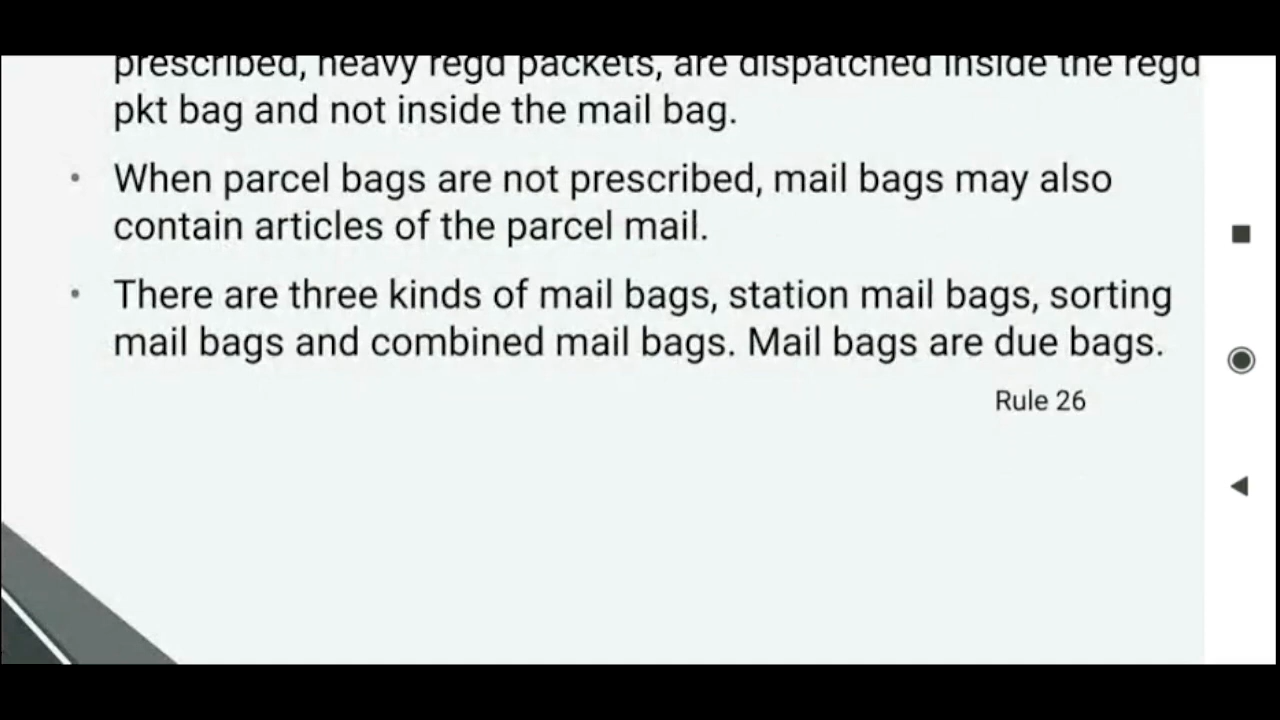 prescribed, heavy regd packets, are dispatched inside the regd
pkt bag and not inside the mail bag.
• When parcel bags are not prescribed, mail bags may also
contain articles of the parcel mail.
• There are three kinds of mail bags, station mail bags, sorting
mail bags and combined mail bags. Mail bags are due bags.
Rule 26